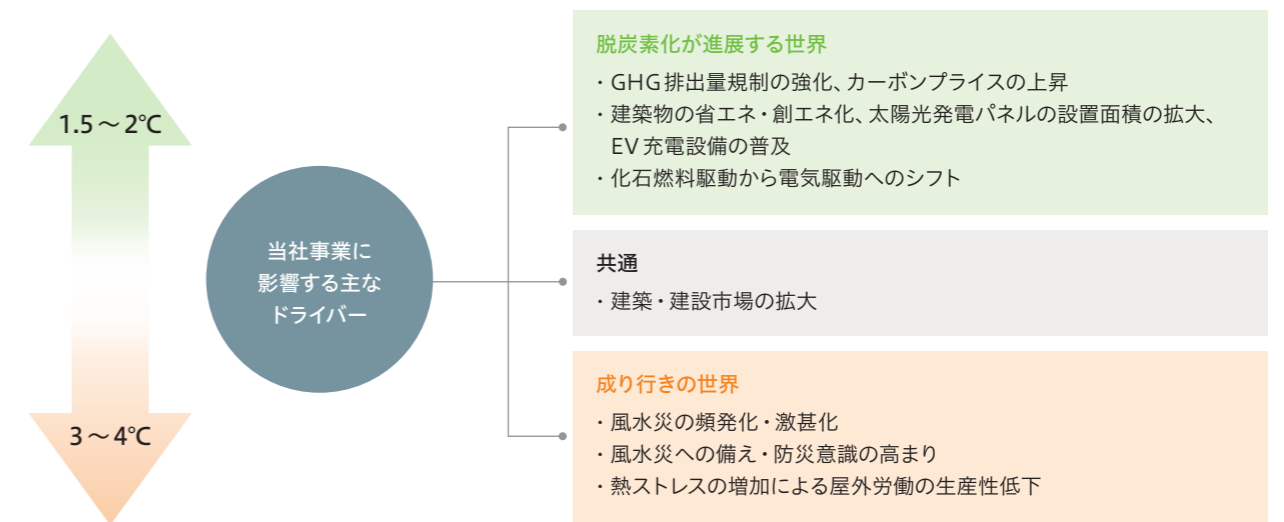 1.5～2℃
3～4℃
当社事業に
影響する主な
ドライバー
脱炭素化が進展する世界
・GHG排出量規制の強化、カーボンプライスの上昇
・建築物の省エネ・創エネ化、太陽光発電パネルの設置面積の拡大、
EV充電設備の普及
・化石燃料駆動から電気駆動へのシフト
共通
・建築・建設市場の拡大
成り行きの世界
・風水災の頻発化・激甚化
・風水災への備え・防災意識の高まり
・熱ストレスの増加による屋外労働の生産性低下